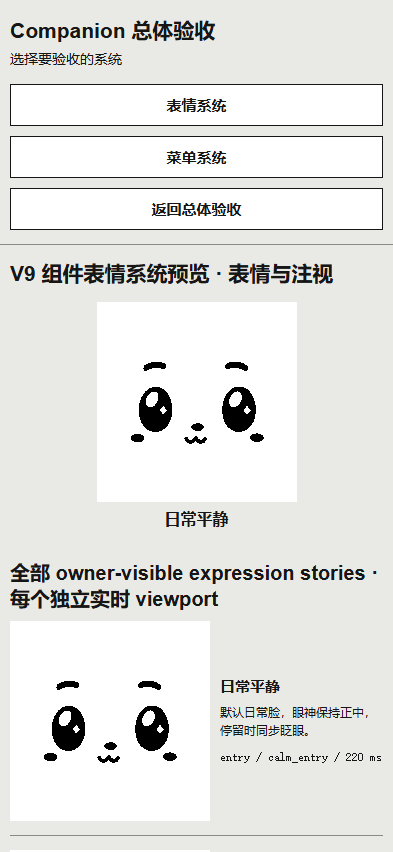 Companion 总体验收
选择要验收的系统
表情系统
菜单系统
返回总体验收
V9 组件表情系统预览 · 表情与注视
日常平静
全部 owner-visible expression stories ·
每个独立实时 viewport
日常平静
默认日常脸，眼神保持正中，
停留时同步眨眼。
entry / calm_entry / 220 ms